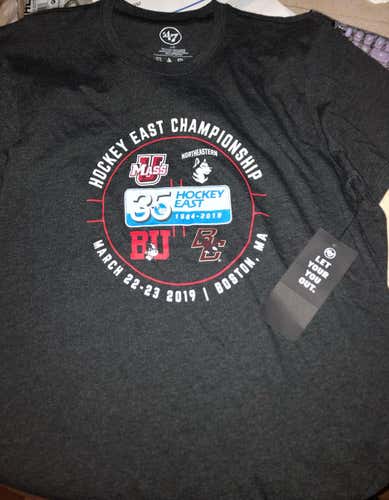 '47
HOCKEY EAST CHAMPIONSHIP
U
MASS
NORTHEASTERN
35 HOCKEY
EAST
1984-2019
BU
BC
MARCH 22-23 2019 | BOSTON, MA
'47
LET
YOUR
YOU
OUT.